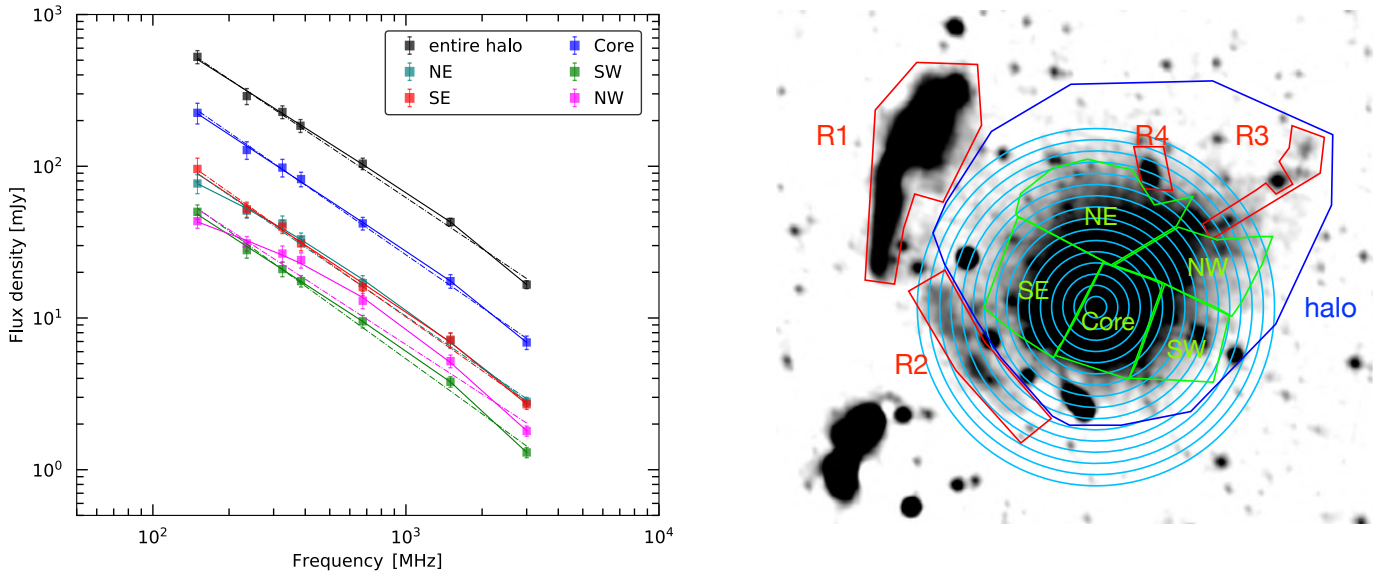 10³
10²
10¹
10⁰
Flux density [mJy]
entire halo
NE
SE
Core
SW
NW
10²
10³
10⁴
Frequency [MHz]
R1
R4
R3
NE
NW
SE
Core
halo
SW
R2